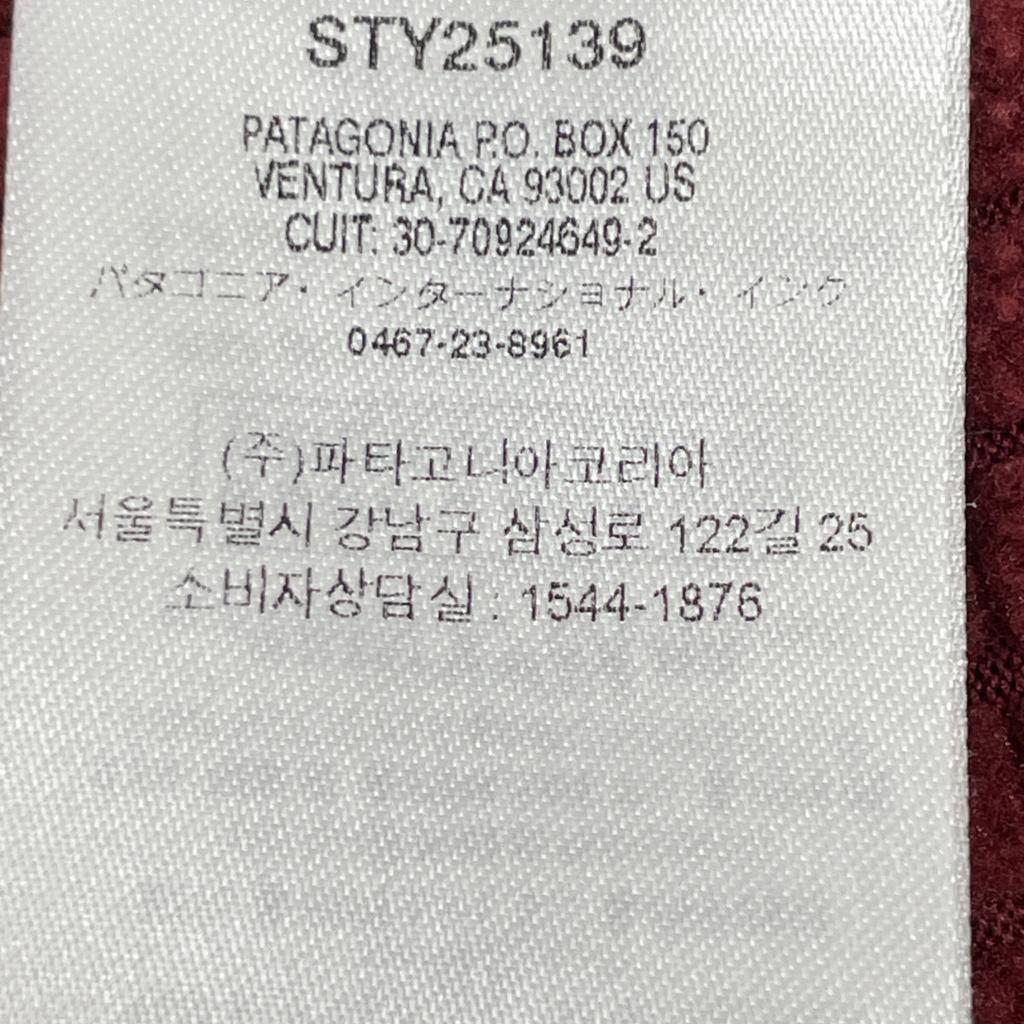 STY25139
PATAGONIA P.O. BOX 150
VENTURA, CA 93002 US
CUIT: 30-70924649-2
パタゴニア・インターナショナル・インク
0467-23-8961
(주)파타고니아코리아
서울특별시 강남구 삼성로 122길 25
소비자상담실 : 1544-1876